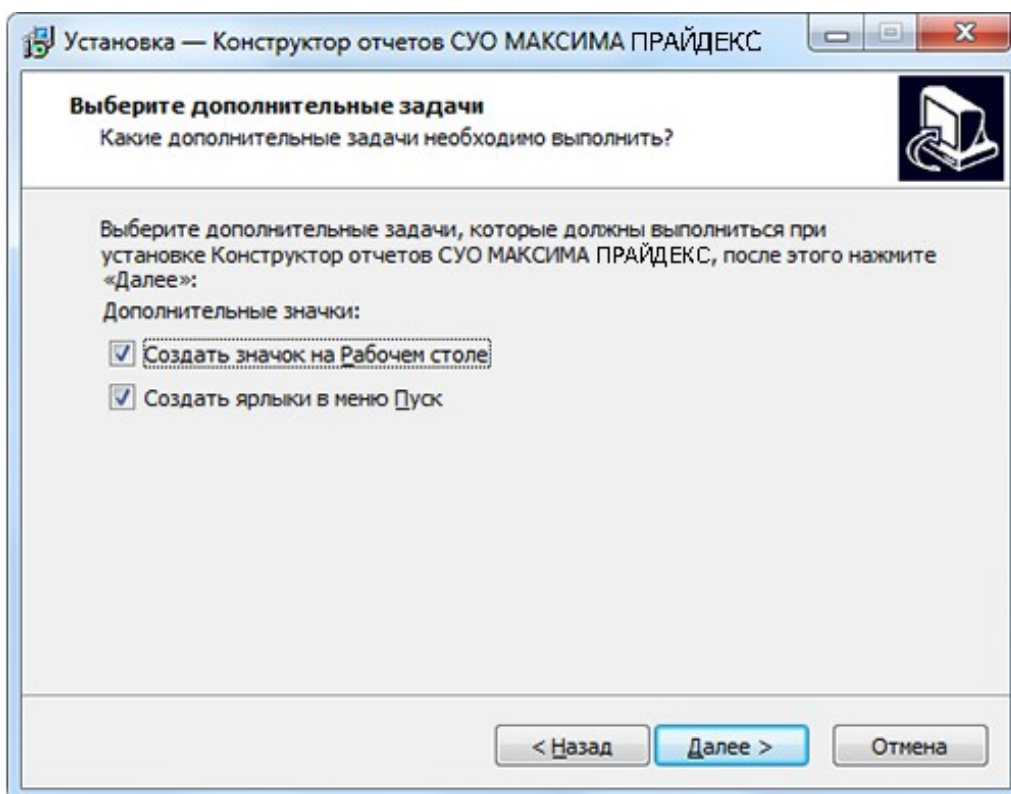 Установка — Конструктор отчетов СУО МАКСИМА ПРАЙДЕКС
Выберите дополнительные задачи
Какие дополнительные задачи необходимо выполнить?
Выберите дополнительные задачи, которые должны выполниться при
установке Конструктор отчетов СУО МАКСИМА ПРАЙДЕКС, после этого нажмите
«Далее»:
Дополнительные значки:
Создать значок на Рабочем столе
Создать ярлыки в меню Пуск
< Назад Далее > Отмена